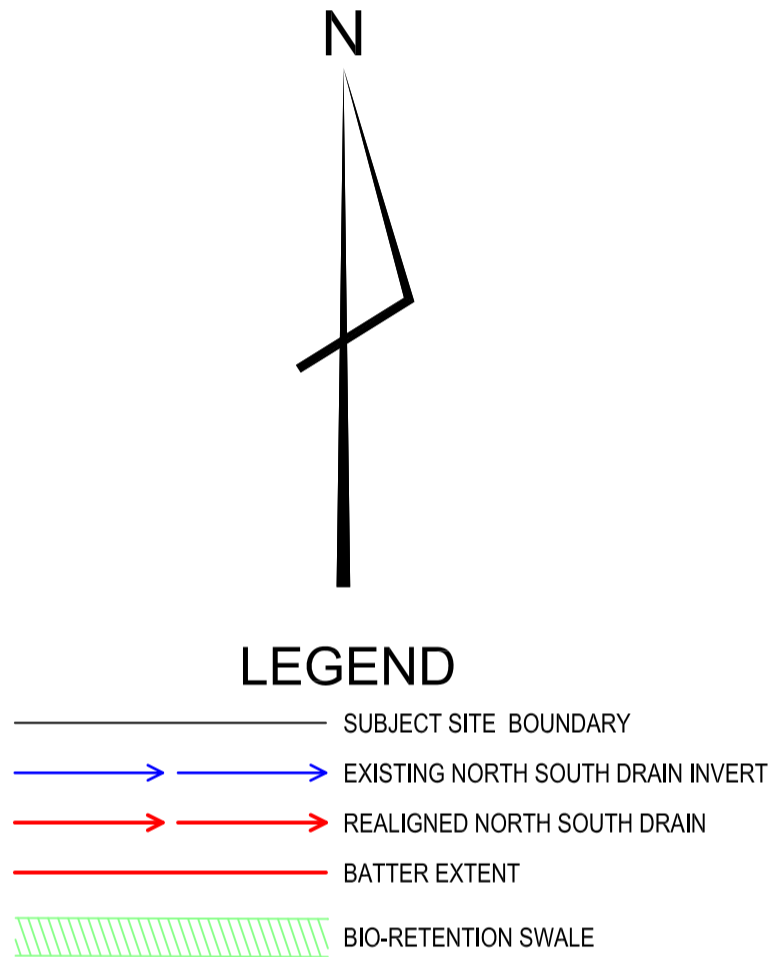 N
LEGEND
SUBJECT SITE BOUNDARY
EXISTING NORTH SOUTH DRAIN INVERT
REALIGNED NORTH SOUTH DRAIN
BATTER EXTENT
BIO-RETENTION SWALE